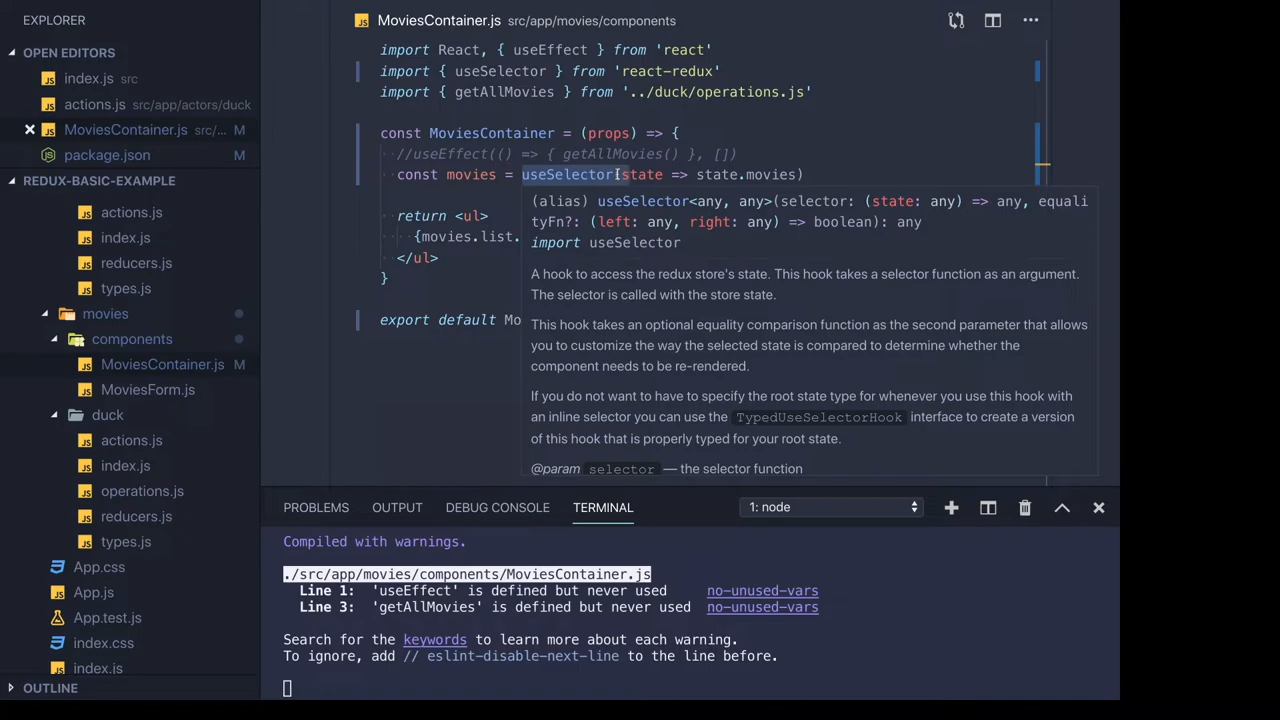 EXPLORER
OPEN EDITORS
index.js src
actions.js src/app/actors/duck
MoviesContainer.js src/... M
package.json M
REDUX-BASIC-EXAMPLE
actions.js
index.js
reducers.js
types.js
movies
components
MoviesContainer.js M
MoviesForm.js
duck
actions.js
index.js
operations.js
reducers.js
types.js
App.css
App.js
App.test.js
index.css
index.js
OUTLINE
MoviesContainer.js src/app/movies/components
import React, { useEffect } from 'react'
import { useSelector } from 'react-redux'
import { getAllMovies } from '../duck/operations.js'
const MoviesContainer = (props) => {
//useEffect(() => { getAllMovies() }, [])
const movies = useSelector(state => state.movies)
return <ul>
{movies.list.
</ul>
}
export default Mo
(alias) useSelector<any, any>(selector: (state: any) => any, equali
tyFn?: (left: any, right: any) => boolean): any
import useSelector
A hook to access the redux store's state. This hook takes a selector function as an argument.
The selector is called with the store state.
This hook takes an optional equality comparison function as the second parameter that allows
you to customize the way the selected state is compared to determine whether the
component needs to be re-rendered.
If you do not want to have to specify the root state type for whenever you use this hook with
an inline selector you can use the TypedUseSelectorHook interface to create a version
of this hook that is properly typed for your root state.
@param selector — the selector function
PROBLEMS OUTPUT DEBUG CONSOLE TERMINAL 1: node
Compiled with warnings.
./src/app/movies/components/MoviesContainer.js
Line 1: 'useEffect' is defined but never used no-unused-vars
Line 3: 'getAllMovies' is defined but never used no-unused-vars
Search for the keywords to learn more about each warning.
To ignore, add // eslint-disable-next-line to the line before.